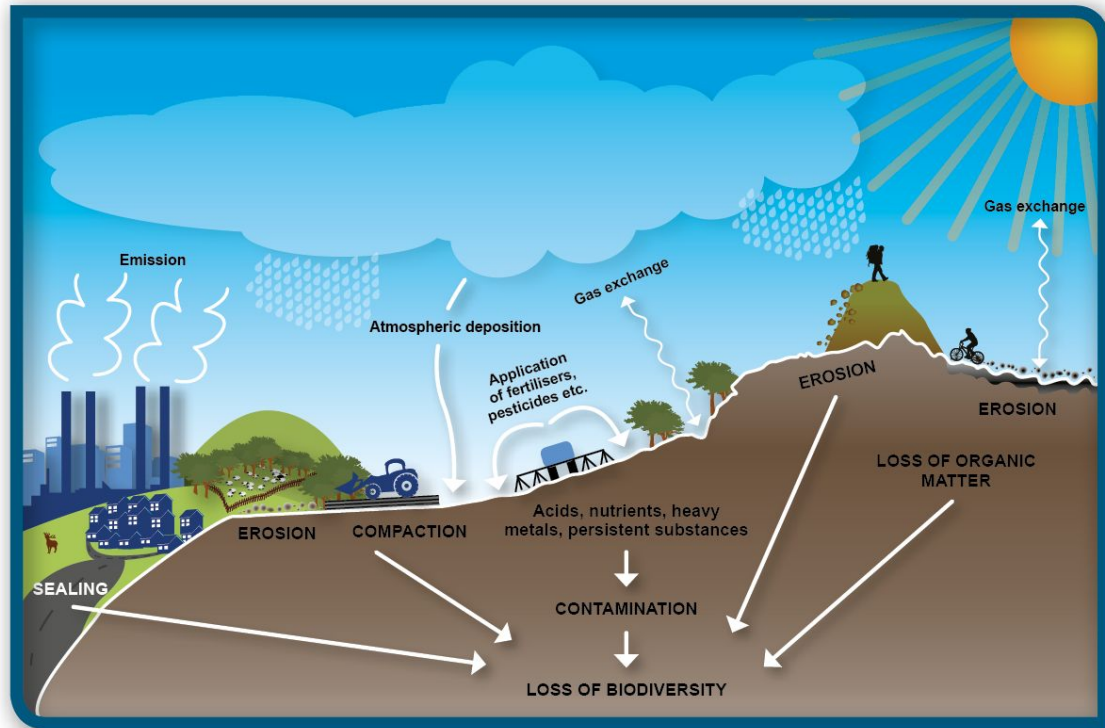 Gas exchange
Emission
Gas exchange
Atmospheric deposition
Application
of fertilisers,
pesticides etc.
EROSION
EROSION
LOSS OF ORGANIC
MATTER
Acids, nutrients, heavy
metals, persistent substances
EROSION
COMPACTION
SEALING
CONTAMINATION
LOSS OF BIODIVERSITY